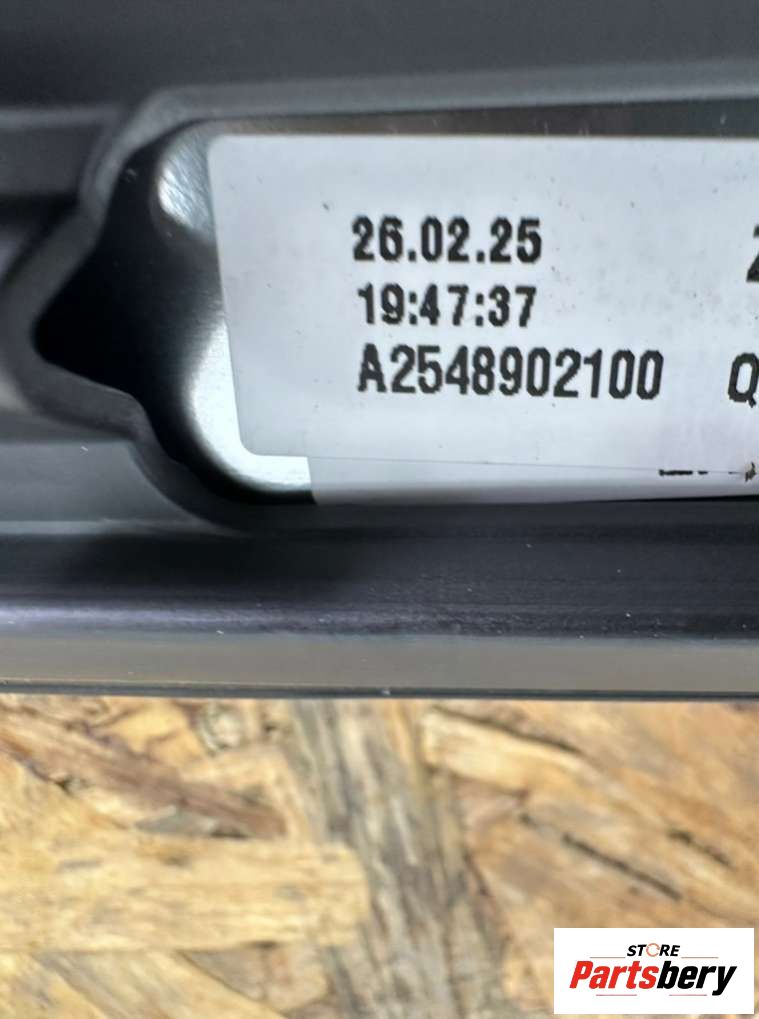 26.02.25
19:47:37
A2548902100 Q
STORE
Partsbery